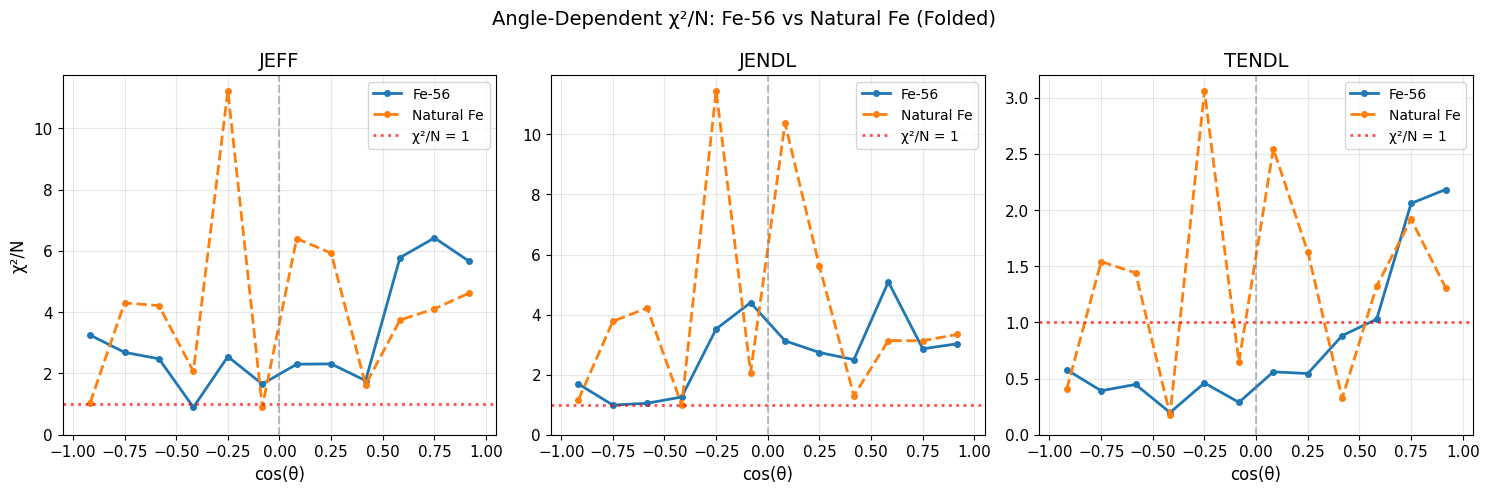 Angle-Dependent χ²/N: Fe-56 vs Natural Fe (Folded)
JEFF
Fe-56
Natural Fe
χ²/N = 1
χ²/N
10
8
6
4
2
0
−1.00 −0.75 −0.50 −0.25 0.00 0.25 0.50 0.75 1.00
cos(θ)
JENDL
Fe-56
Natural Fe
χ²/N = 1
10
8
6
4
2
0
−1.00 −0.75 −0.50 −0.25 0.00 0.25 0.50 0.75 1.00
cos(θ)
TENDL
Fe-56
Natural Fe
χ²/N = 1
3.0
2.5
2.0
1.5
1.0
0.5
0.0
−1.00 −0.75 −0.50 −0.25 0.00 0.25 0.50 0.75 1.00
cos(θ)